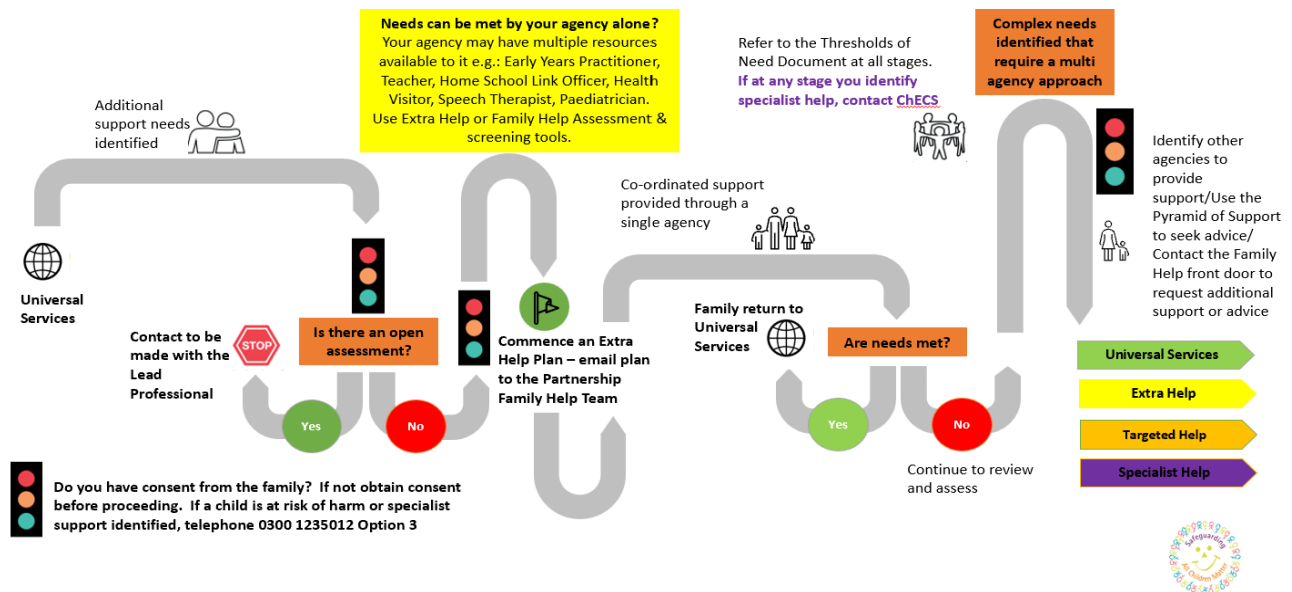 Needs can be met by your agency alone?
Your agency may have multiple resources
available to it e.g.: Early Years Practitioner,
Teacher, Home School Link Officer, Health
Visitor, Speech Therapist, Paediatrician.
Use Extra Help or Family Help Assessment &
screening tools.
Refer to the Thresholds of
Need Document at all stages.
If at any stage you identify
specialist help, contact ChECS
Complex needs
identified that
require a multi
agency approach
Additional
support needs
identified
Identify other
agencies to
provide
support/Use the
Pyramid of Support
to seek advice/
Contact the Family
Help front door to
request additional
support or advice
Co-ordinated support
provided through a
single agency
Universal
Services
Contact to be
made with the
Lead
Professional
STOP
Is there an open
assessment?
Yes
No
Commence an Extra
Help Plan – email plan
to the Partnership
Family Help Team
Family return to
Universal
Services
Are needs met?
Yes
No
Continue to review
and assess
Universal Services
Extra Help
Targeted Help
Specialist Help
Do you have consent from the family?  If not obtain consent
before proceeding.  If a child is at risk of harm or specialist
support identified, telephone 0300 1235012 Option 3
Safeguarding
All Children Matter